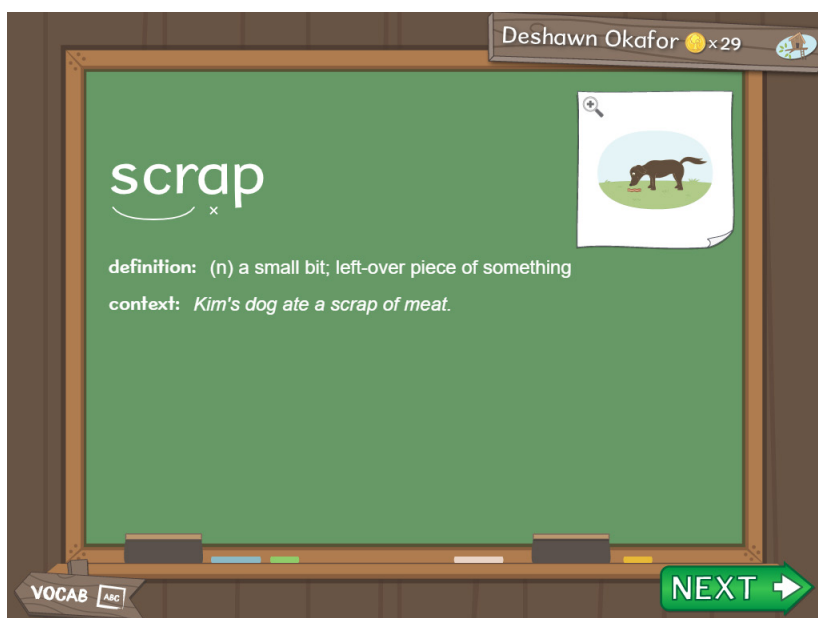 Deshawn Okafor ×29
scrap
×
definition: (n) a small bit; left-over piece of something
context: Kim's dog ate a scrap of meat.
VOCAB ABC
NEXT